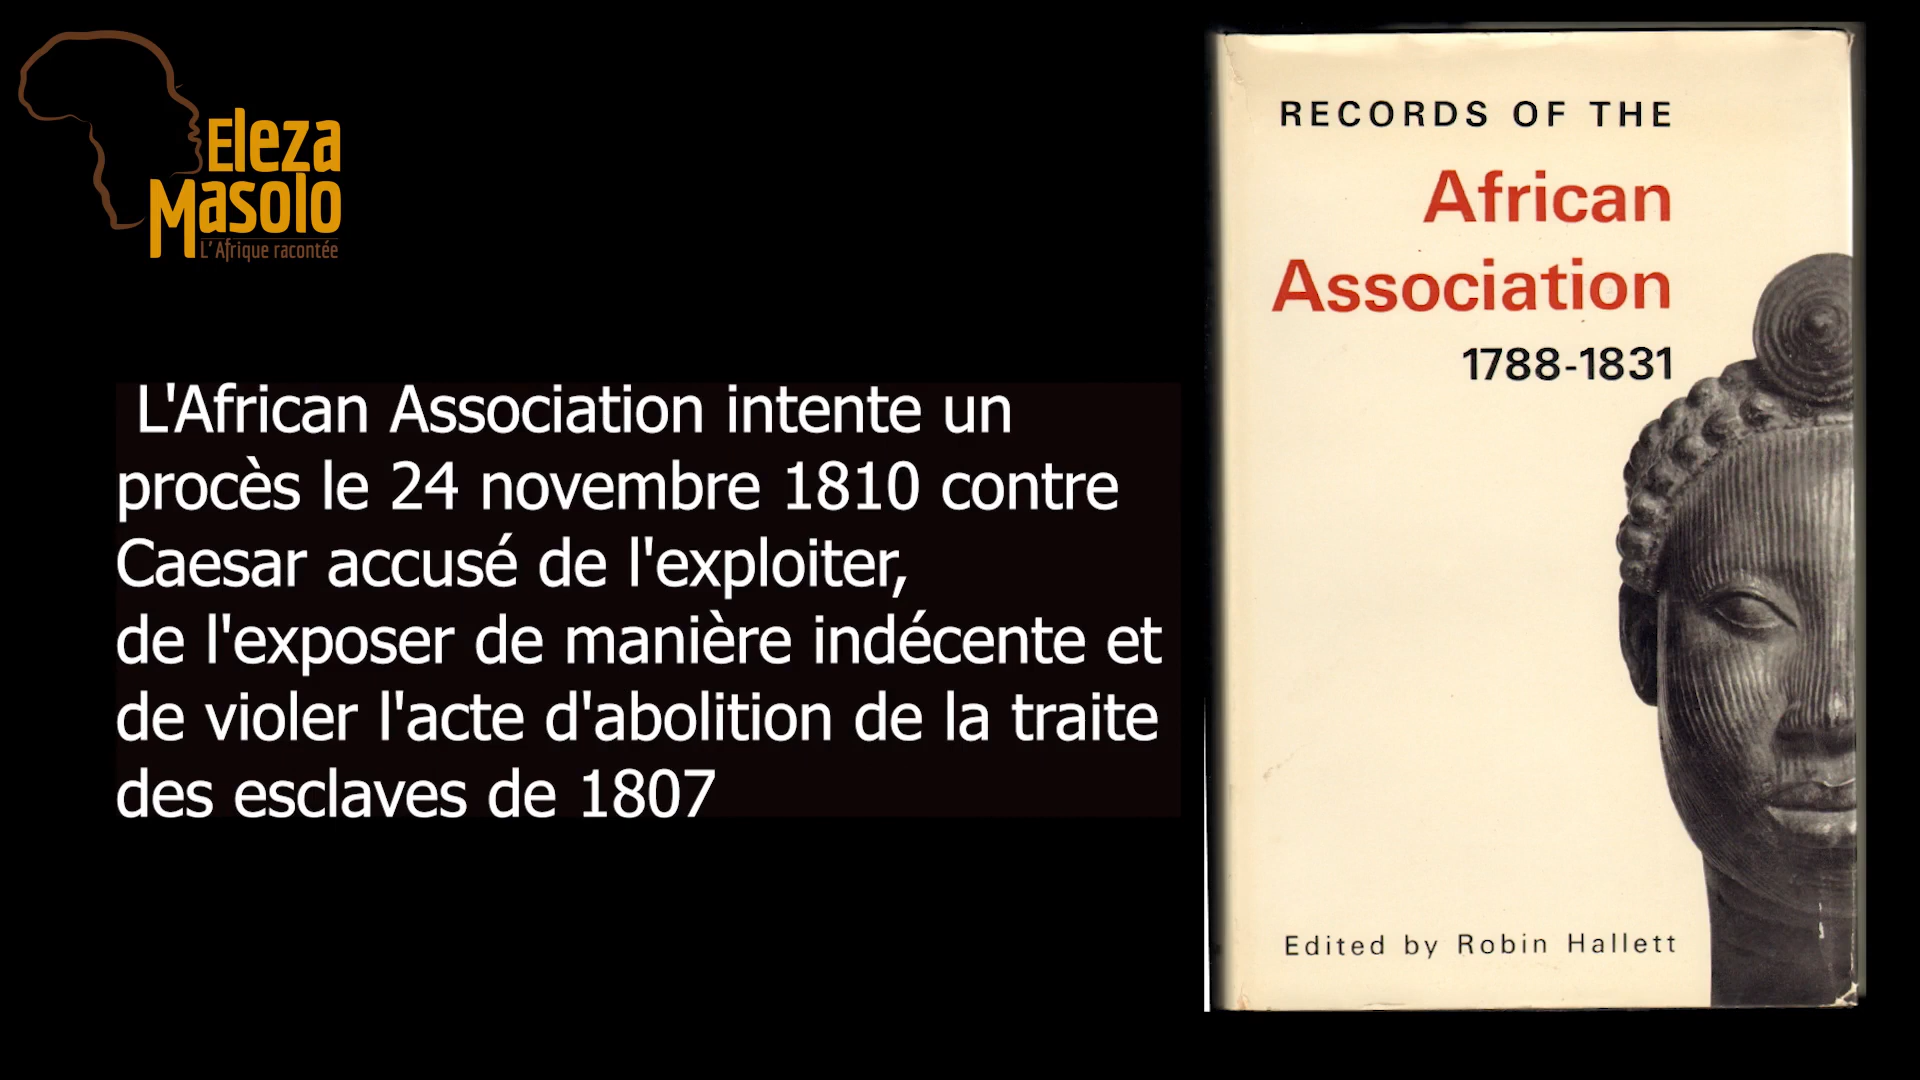 Eleza
Masolo
L'Afrique racontée
L'African Association intente un
procès le 24 novembre 1810 contre
Caesar accusé de l'exploiter,
de l'exposer de manière indécente et
de violer l'acte d'abolition de la traite
des esclaves de 1807
RECORDS OF THE
African
Association
1788-1831
Edited by Robin Hallett